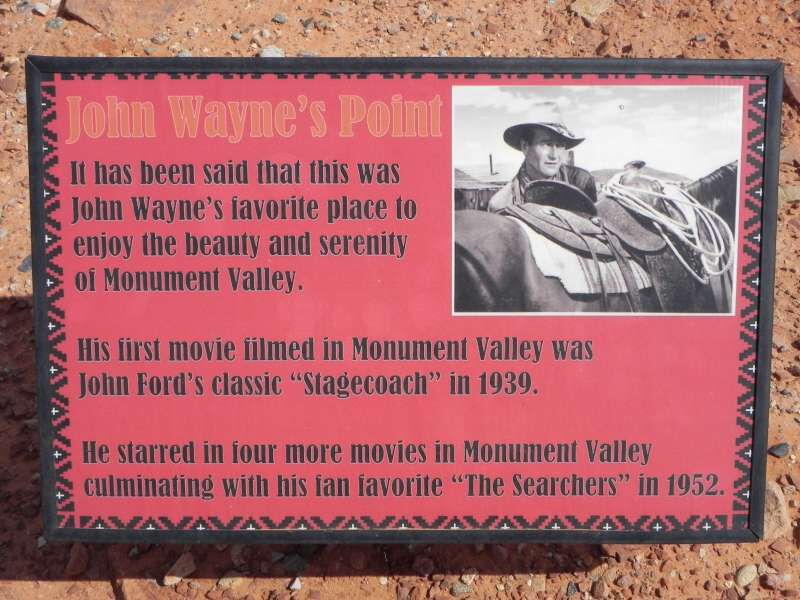 John Wayne's Point
It has been said that this was
John Wayne's favorite place to
enjoy the beauty and serenity
of Monument Valley.
His first movie filmed in Monument Valley was
John Ford's classic “Stagecoach” in 1939.
He starred in four more movies in Monument Valley
culminating with his fan favorite “The Searchers” in 1952.